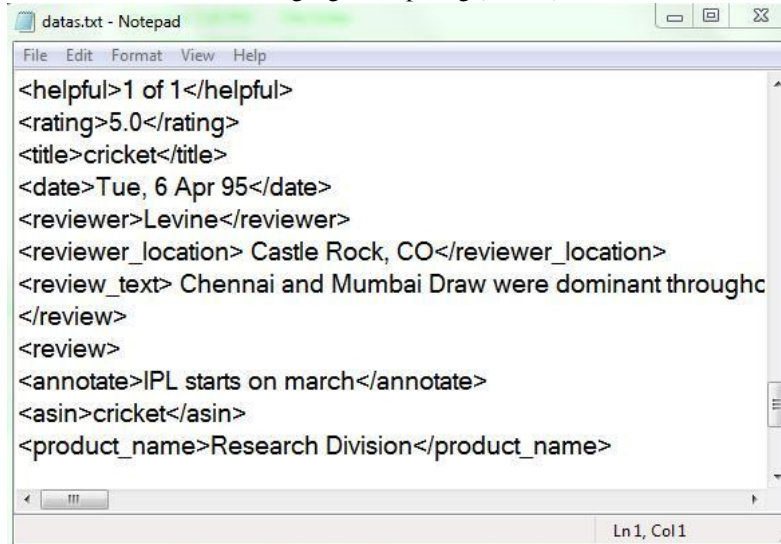 datas.txt - Notepad
File Edit Format View Help
<helpful>1 of 1</helpful>
<rating>5.0</rating>
<title>cricket</title>
<date>Tue, 6 Apr 95</date>
<reviewer>Levine</reviewer>
<reviewer_location> Castle Rock, CO</reviewer_location>
<review_text> Chennai and Mumbai Draw were dominant
</review>
<review>
<annotate>IPL starts on march</annotate>
<asin>cricket</asin>
<product_name>Research Division</product_name>
Ln 1, Col 1